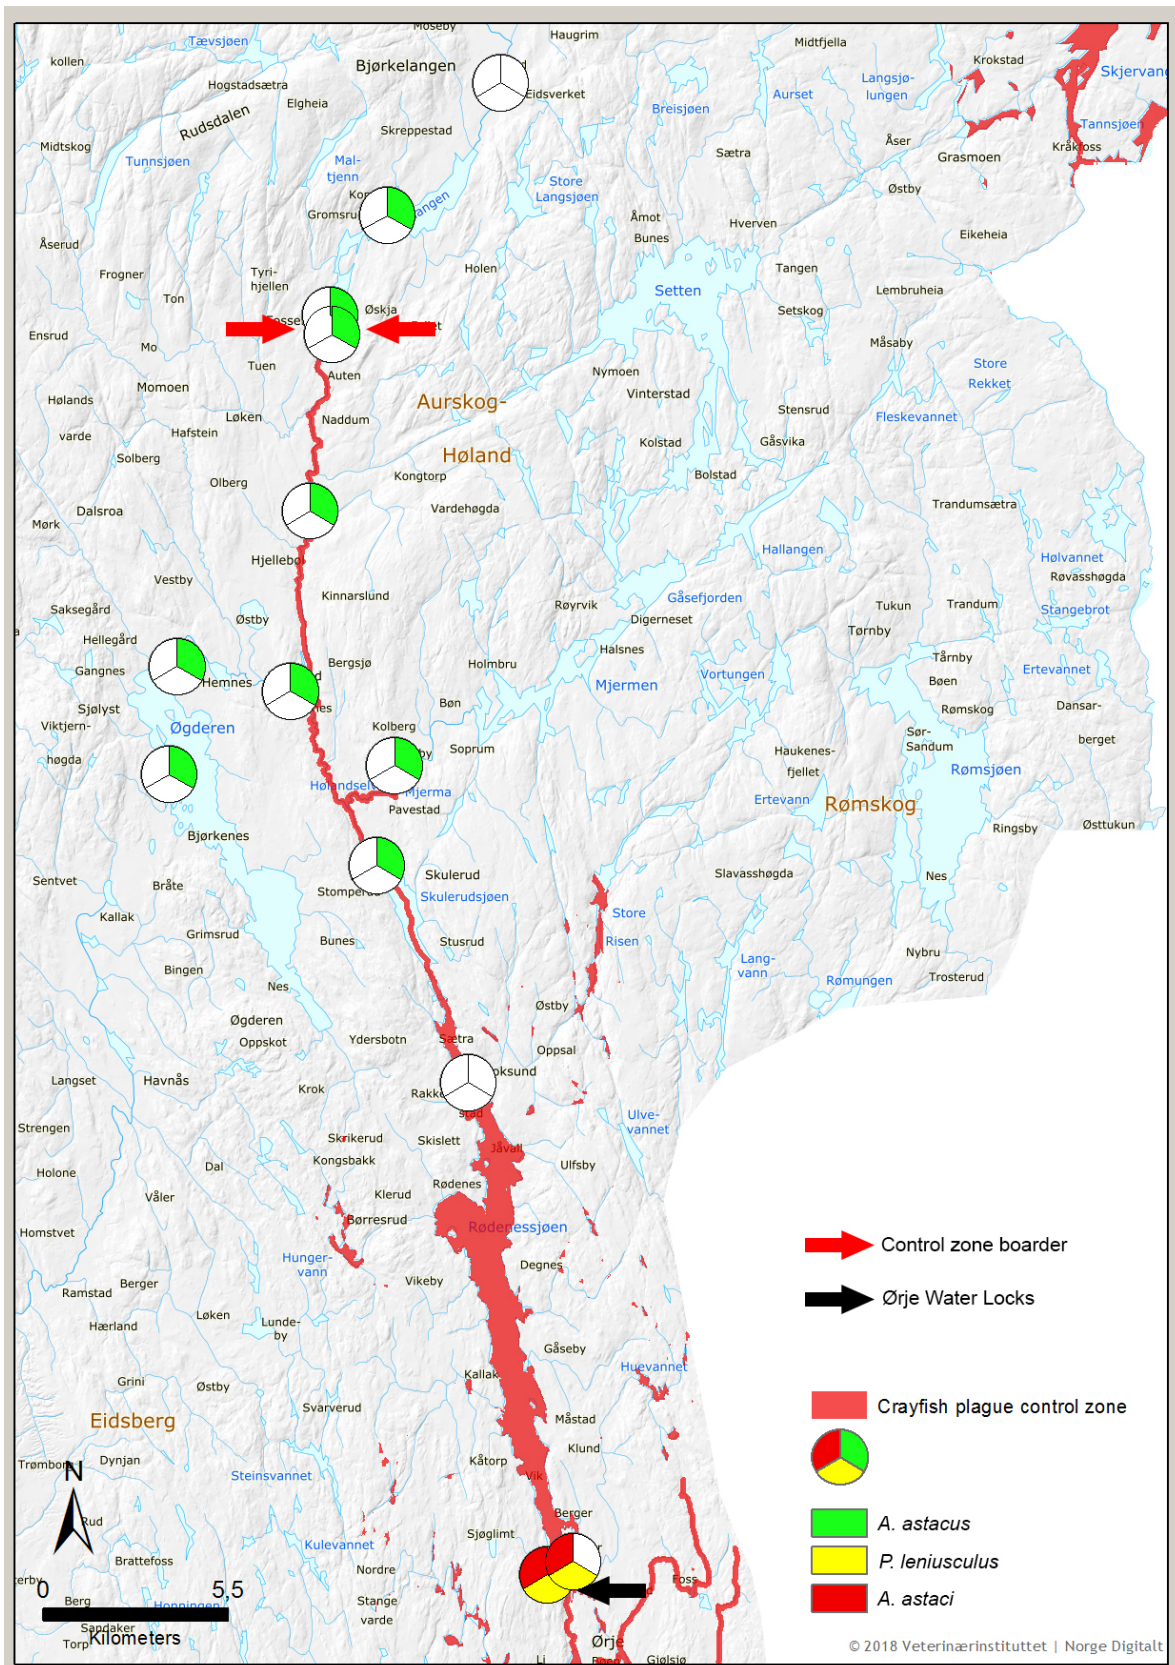 Moseby
Haugrim
Tævsjøen
Midtfjella
kollen
Bjørkelangen
Krokstad
Langsjø-
lungen
Skjervang
Hogstadsætra
Elgheia
Eidsverket
Aurset
Breisjøen
Rudsdalen
Skreppestad
Tannsjøen
Midtskog
Åser
Kråkfoss
Tunnsjøen
Mal-
tjenn
Sætra
Grasmoen
Store
Langsjøen
Østby
Gromsrud
Åmot
Hverven
Bunes
Eikeheia
Åserud
Frogner
Tyri-
hjellen
Holen
Tangen
Ton
Setten
Lembruheia
Øskja
Setskog
Ensrud
Mo
Måsaby
Tuen
Auten
Nymoen
Store
Rekket
Momoen
Vinterstad
Hølands
varde
Løken
Naddum
Aurskog-
Høland
Stensrud
Fleskevannet
Hafstein
Kolstad
Gåsvika
Solberg
Olberg
Kongtorp
Bolstad
Dalsroa
Vardehøgda
Trandumsætra
Mørk
Hallangen
Hjellebøl
Hølvannet
Vestby
Røvasshøgda
Kinnarslund
Gåsefjorden
Saksegård
Østby
Røyrvik
Digerneset
Tukun
Trandum
Stangebrot
Hellegård
Tørnby
Halsnes
Gangnes
Bergsjø
Holmbru
Tårnby
Ertevannet
Hemnes
Mjermen
Vortungen
Bøen
Sjølyst
Bøn
Rømskog
Dansar-
berget
Viktjern-
høgda
Øgderen
Kolberg
Soprum
Haukenes-
fjellet
Sør-
Sandum
Rømsjøen
Mjerma
Ertevann
Rømskog
Pavestad
Bjørkenes
Ringsby
Østtukun
Sentvet
Bråte
Skulerud
Slavasshøgda
Nes
Skulerudsjøen
Kallak
Store
Risen
Grimsrud
Bunes
Stusrud
Nybru
Bingen
Lang-
vann
Rømungen
Trosterud
Nes
Østby
Øgderen
Oppskot
Ydersbotn
Sætra
Oppsal
Langset
Havnås
Krok
Strengen
Ulve-
vannet
Skrikerud
Skislett
Jåvall
Kongsbakk
Ulfsby
Holone
Dal
Våler
Klerud
Rødenes
Børresrud
Rødenessjøen
Homstvet
Hunger-
vann
Degnes
Control zone boarder
Berger
Vikeby
Ramstad
Ørje Water Locks
Hærland
Løken
Lunde-
by
Gåseby
Huevannet
Grini
Østby
Kallak
Svarverud
Måstad
Crayfish plague control zone
Eidsberg
Klund
Dynjan
Kåtorp
N
Steinsvannet
Vik
Berger
Rud
Sjøglimt
A. astacus
Kulevannet
P. leniusculus
Brattefoss
Nordre
Foss
A. astaci
0
5,5
Berg
Honningen
Stange
varde
Sandaker
Kilometers
Torp
Ørje
Li
Gjølsjø
© 2018 Veterinærinstituttet | Norge Digitalt